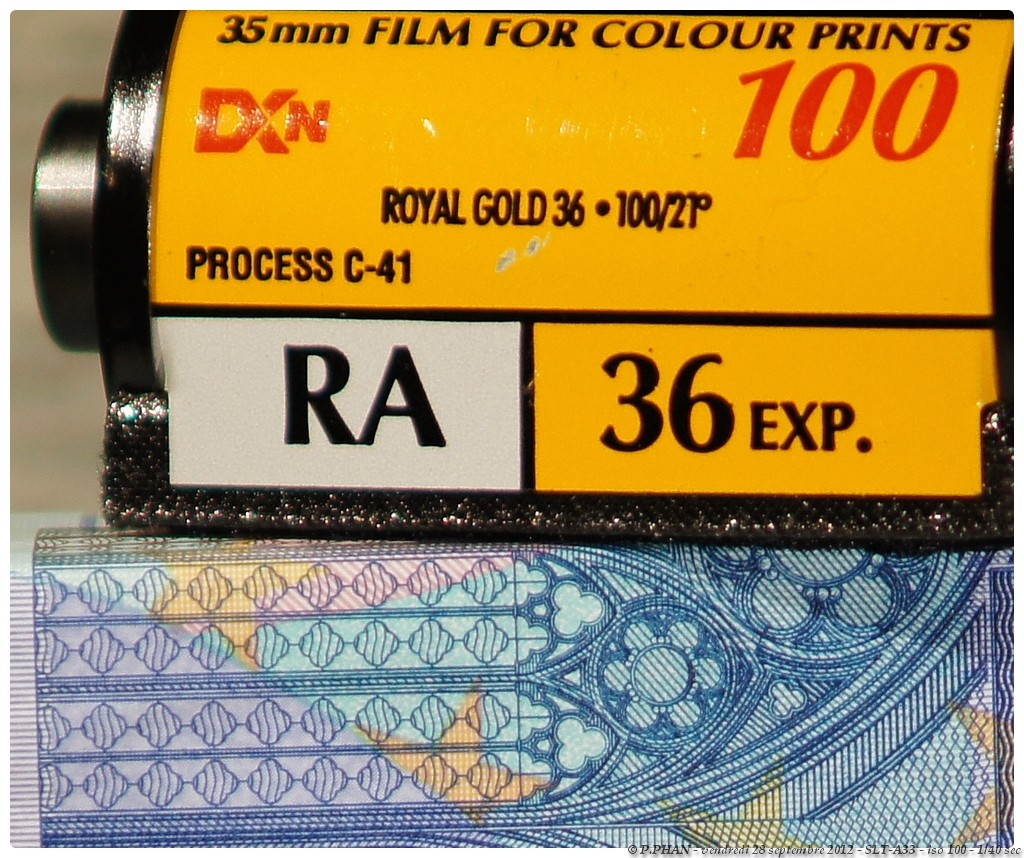 35mm FILM FOR COLOUR PRINTS
100
DXN
ROYAL GOLD 36 • 100/21°
PROCESS C-41
RA
36 EXP.
© P.PHAN - vendredi 28 septembre 2012 - SLT-A33 - iso 100 - 1/40 sec